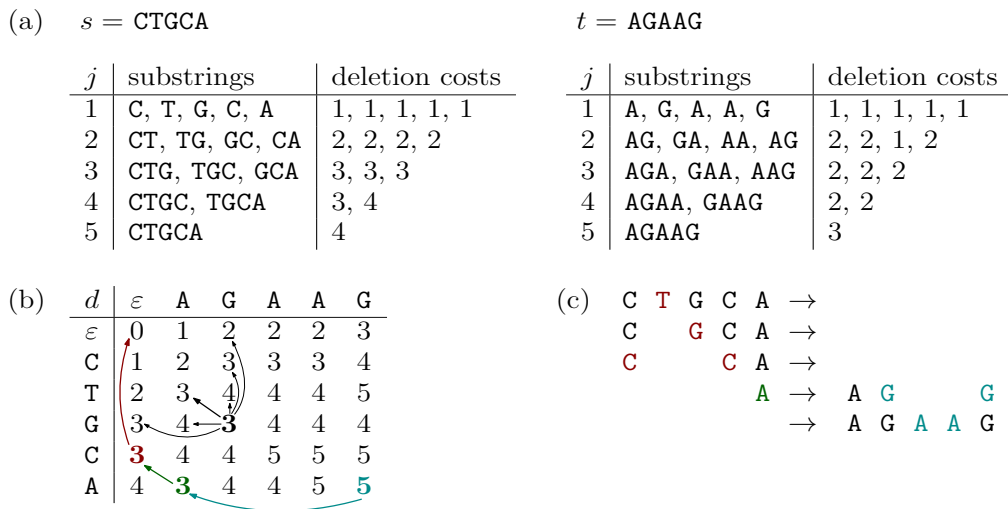 (a) s = CTGCA t = AGAAG
j substrings deletion costs
1 C, T, G, C, A 1, 1, 1, 1, 1
2 CT, TG, GC, CA 2, 2, 2, 2
3 CTG, TGC, GCA 3, 3, 3
4 CTGC, TGCA 3, 4
5 CTGCA 4
j substrings deletion costs
1 A, G, A, A, G 1, 1, 1, 1, 1
2 AG, GA, AA, AG 2, 2, 1, 2
3 AGA, GAA, AAG 2, 2, 2
4 AGAA, GAAG 2, 2
5 AGAAG 3
(b) d ε A G A A G
ε 0 1 2 2 2 3
C 1 2 3 3 3 4
T 2 3 4 4 4 5
G 3 4 3 4 4 4
C 3 4 4 5 5 5
A 4 3 4 4 5 5
(c) C T G C A →
C G C A →
C C A →
A → A G G
→ A G A A G